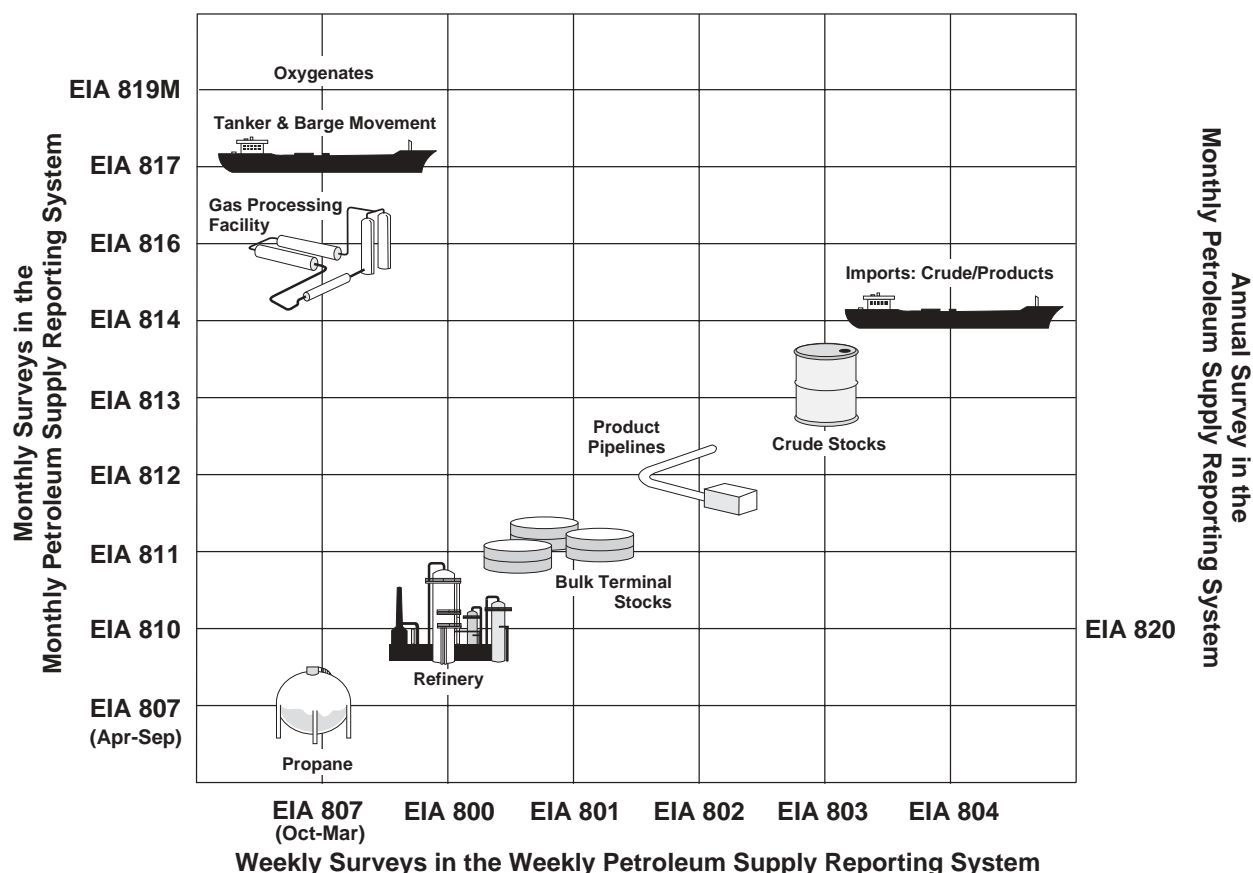 Oxygenates
EIA 819M
Tanker & Barge Movement
EIA 817
Gas Processing
Facility
EIA 816
Imports: Crude/Products
EIA 814
EIA 813
Crude Stocks
Product
Pipelines
EIA 812
EIA 811
Bulk Terminal
Stocks
EIA 810
EIA 820
Refinery
EIA 807
(Apr-Sep)
Propane
Monthly Surveys in the
Monthly Petroleum Supply Reporting System
Annual Survey in the
Monthly Petroleum Supply Reporting System
EIA 807 EIA 800 EIA 801 EIA 802 EIA 803 EIA 804
(Oct-Mar)
Weekly Surveys in the Weekly Petroleum Supply Reporting System